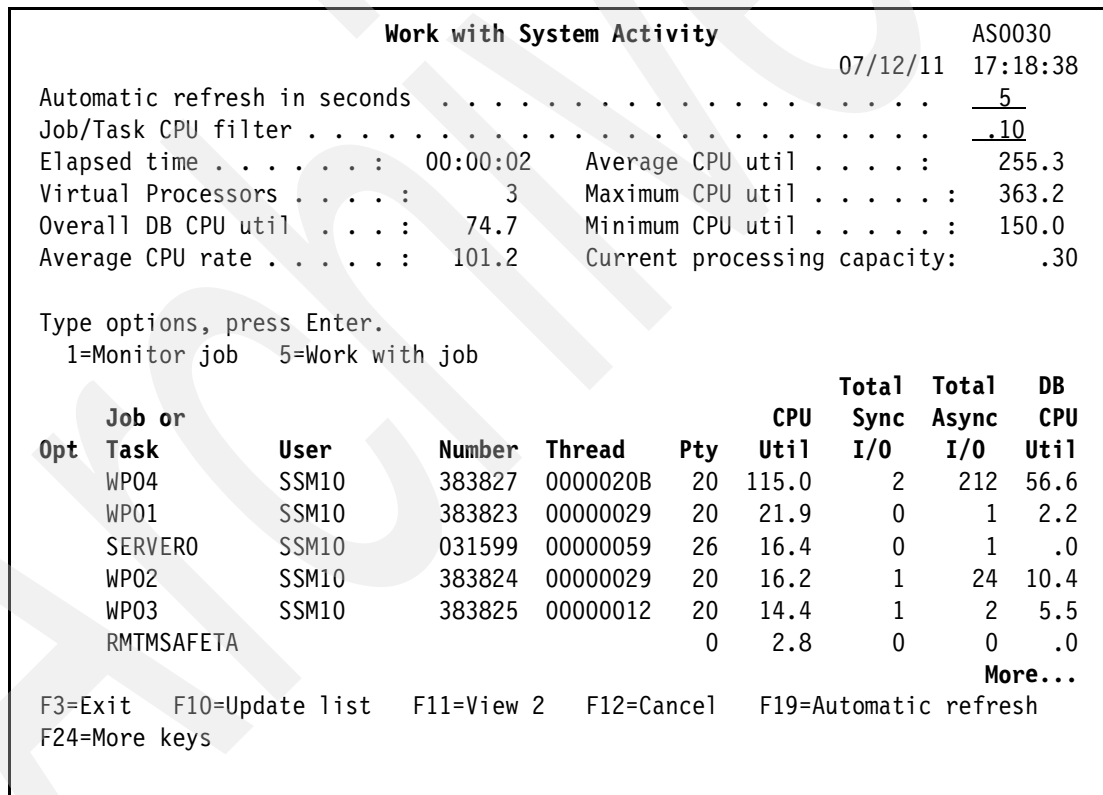 Work with System Activity AS0030
07/12/11 17:18:38
Automatic refresh in seconds . . . . . . . . . . . . . . . . . . . 5
Job/Task CPU filter . . . . . . . . . . . . . . . . . . . . . . . . .10
Elapsed time . . . . . . . : 00:00:02 Average CPU util . . . . : 255.3
Virtual Processors . . . . : 3 Maximum CPU util . . . . . : 363.2
Overall DB CPU util . . . : 74.7 Minimum CPU util . . . . . : 150.0
Average CPU rate . . . . . : 101.2 Current processing capacity: .30
Type options, press Enter.
1=Monitor job 5=Work with job
Total Total DB
Job or CPU Sync Async CPU
Opt Task User Number Thread Pty Util I/O I/O Util
WP04 SSM10 383827 0000020B 20 115.0 2 212 56.6
WP01 SSM10 383823 00000029 20 21.9 0 1 2.2
SERVER0 SSM10 031599 00000059 26 16.4 0 1 .0
WP02 SSM10 383824 00000029 20 16.2 1 24 10.4
WP03 SSM10 383825 00000012 20 14.4 1 2 5.5
RMTMSAFETA 0 2.8 0 0 .0
More...
F3=Exit F10=Update list F11=View 2 F12=Cancel F19=Automatic refresh
F24=More keys